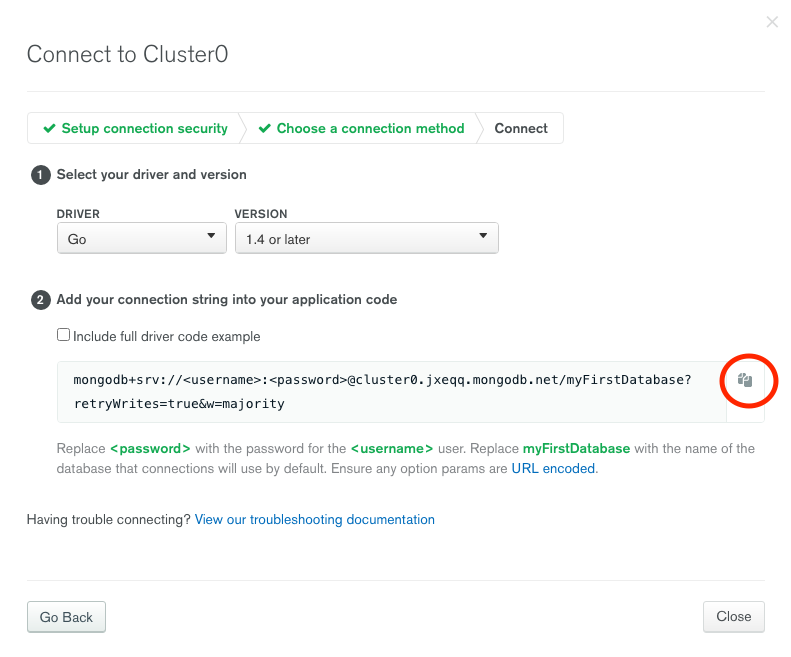 Connect to Cluster0
Setup connection security
Choose a connection method
Connect
1 Select your driver and version
DRIVER
VERSION
Go
1.4 or later
2 Add your connection string into your application code
Include full driver code example
mongodb+srv://<username>:<password>@cluster0.jxeqq.mongodb.net/myFirstDatabase?
retryWrites=true&w=majority
Replace <password> with the password for the <username> user. Replace myFirstDatabase with the name of the
database that connections will use by default. Ensure any option params are URL encoded.
Having trouble connecting? View our troubleshooting documentation
Go Back
Close